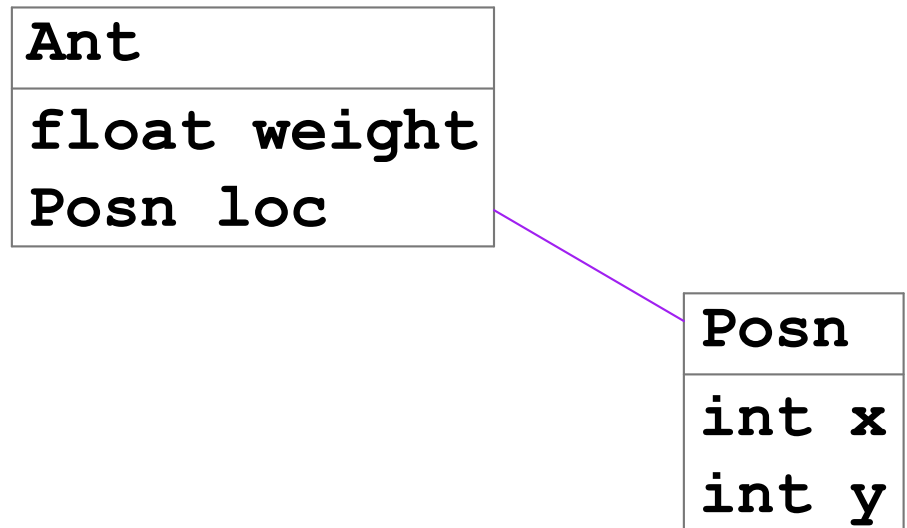 Ant
float weight
Posn loc
Posn
int x
int y